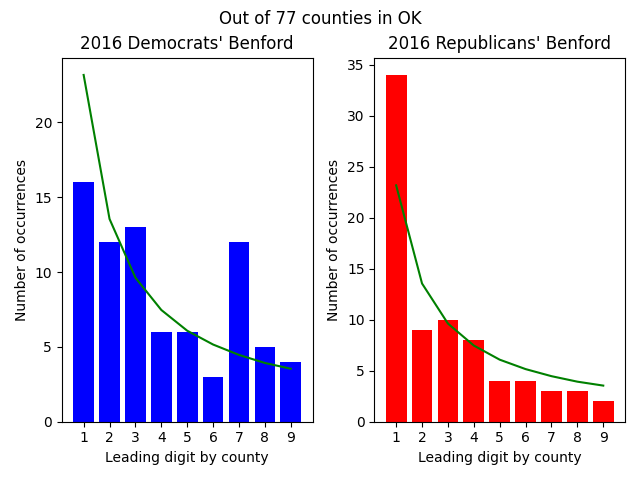 Out of 77 counties in OK
2016 Democrats' Benford
2016 Republicans' Benford
Number of occurrences
0
5
10
15
20
1 2 3 4 5 6 7 8 9
Leading digit by county
Number of occurrences
0
5
10
15
20
25
30
35
1 2 3 4 5 6 7 8 9
Leading digit by county